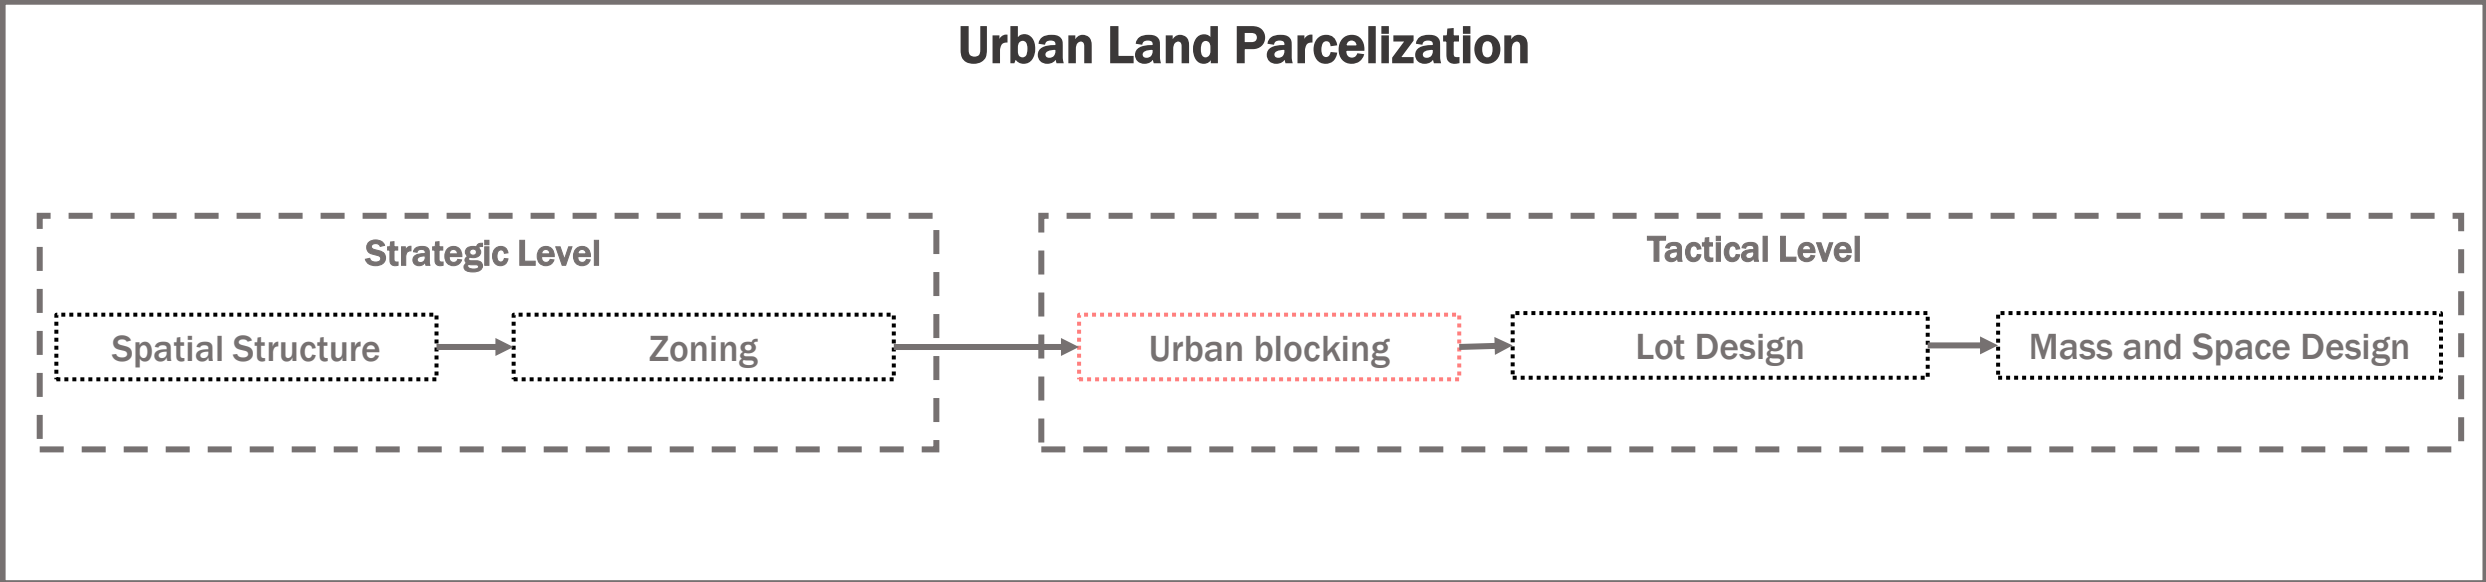 Urban Land Parcelization
Strategic Level
Spatial Structure
Zoning
Tactical Level
Urban blocking
Lot Design
Mass and Space Design